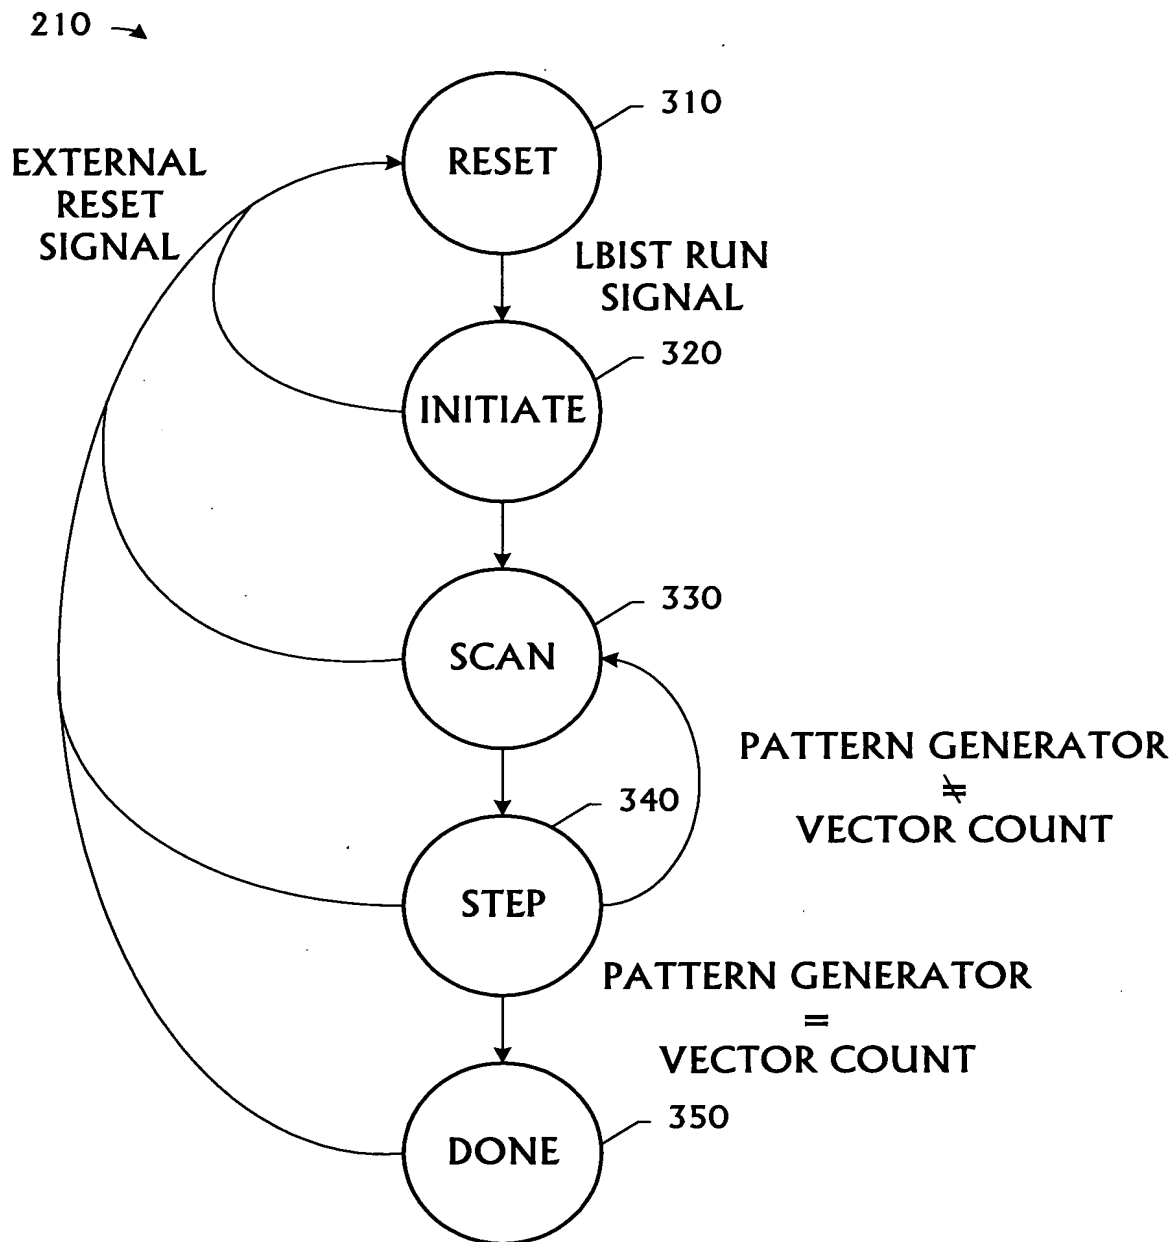 210
310
RESET
EXTERNAL
RESET
SIGNAL
LBIST RUN
SIGNAL
320
INITIATE
330
SCAN
PATTERN GENERATOR
≠
VECTOR COUNT
340
STEP
PATTERN GENERATOR
=
VECTOR COUNT
350
DONE